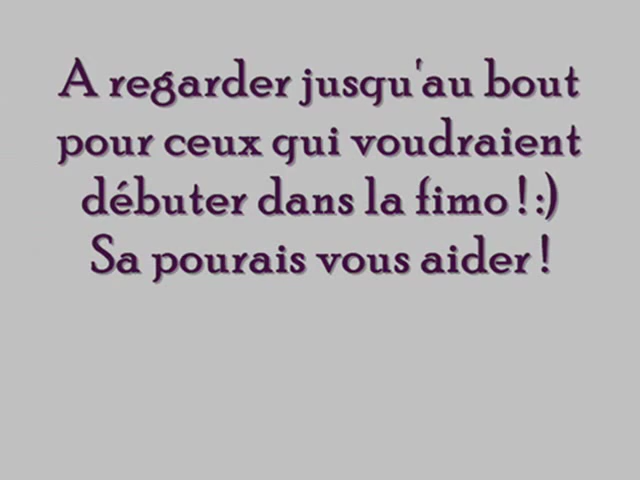 A regarder jusqu'au bout
pour ceux qui voudraient
débuter dans la fimo ! :)
Sa pourais vous aider !